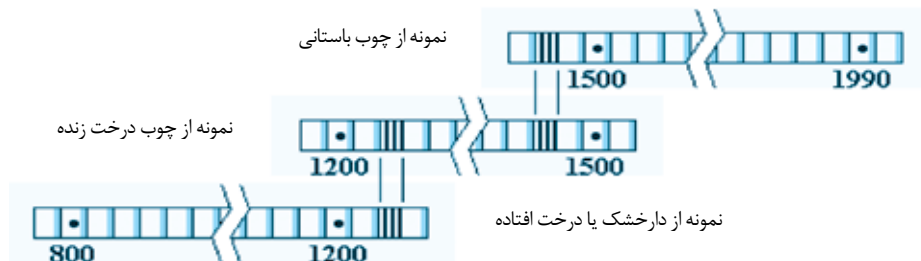 نمونه از چوب باستانی
1500 1990
نمونه از چوب درخت زنده
1200 1500
نمونه از دارخشک یا درخت افتاده
800 1200